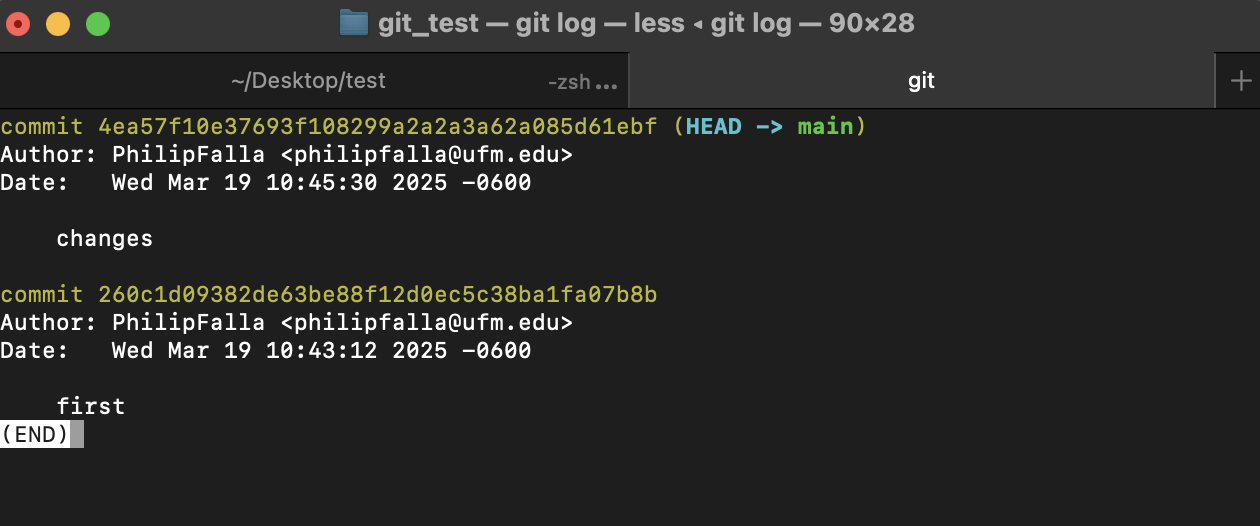 git_test — git log — less ◂ git log — 90×28
~/Desktop/test -zsh ... git
commit 4ea57f10e37693f108299a2a2a3a62a085d61ebf (HEAD -> main)
Author: PhilipFalla <philipfalla@ufm.edu>
Date:   Wed Mar 19 10:45:30 2025 -0600
changes
commit 260c1d09382de63be88f12d0ec5c38ba1fa07b8b
Author: PhilipFalla <philipfalla@ufm.edu>
Date:   Wed Mar 19 10:43:12 2025 -0600
first
(END)